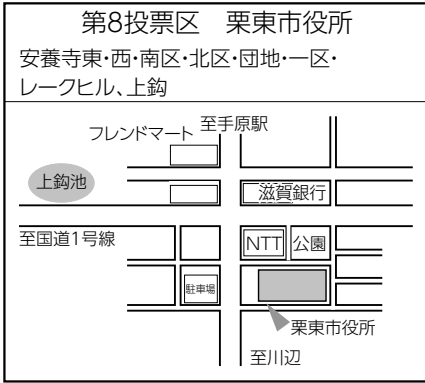 第8投票区　栗東市役所
安養寺東・西・南区・北区・団地・一区・
レークヒル、上鈎
至手原駅
フレンドマート
上鈎池
滋賀銀行
至国道1号線
NTT
公園
駐車場
栗東市役所
至川辺